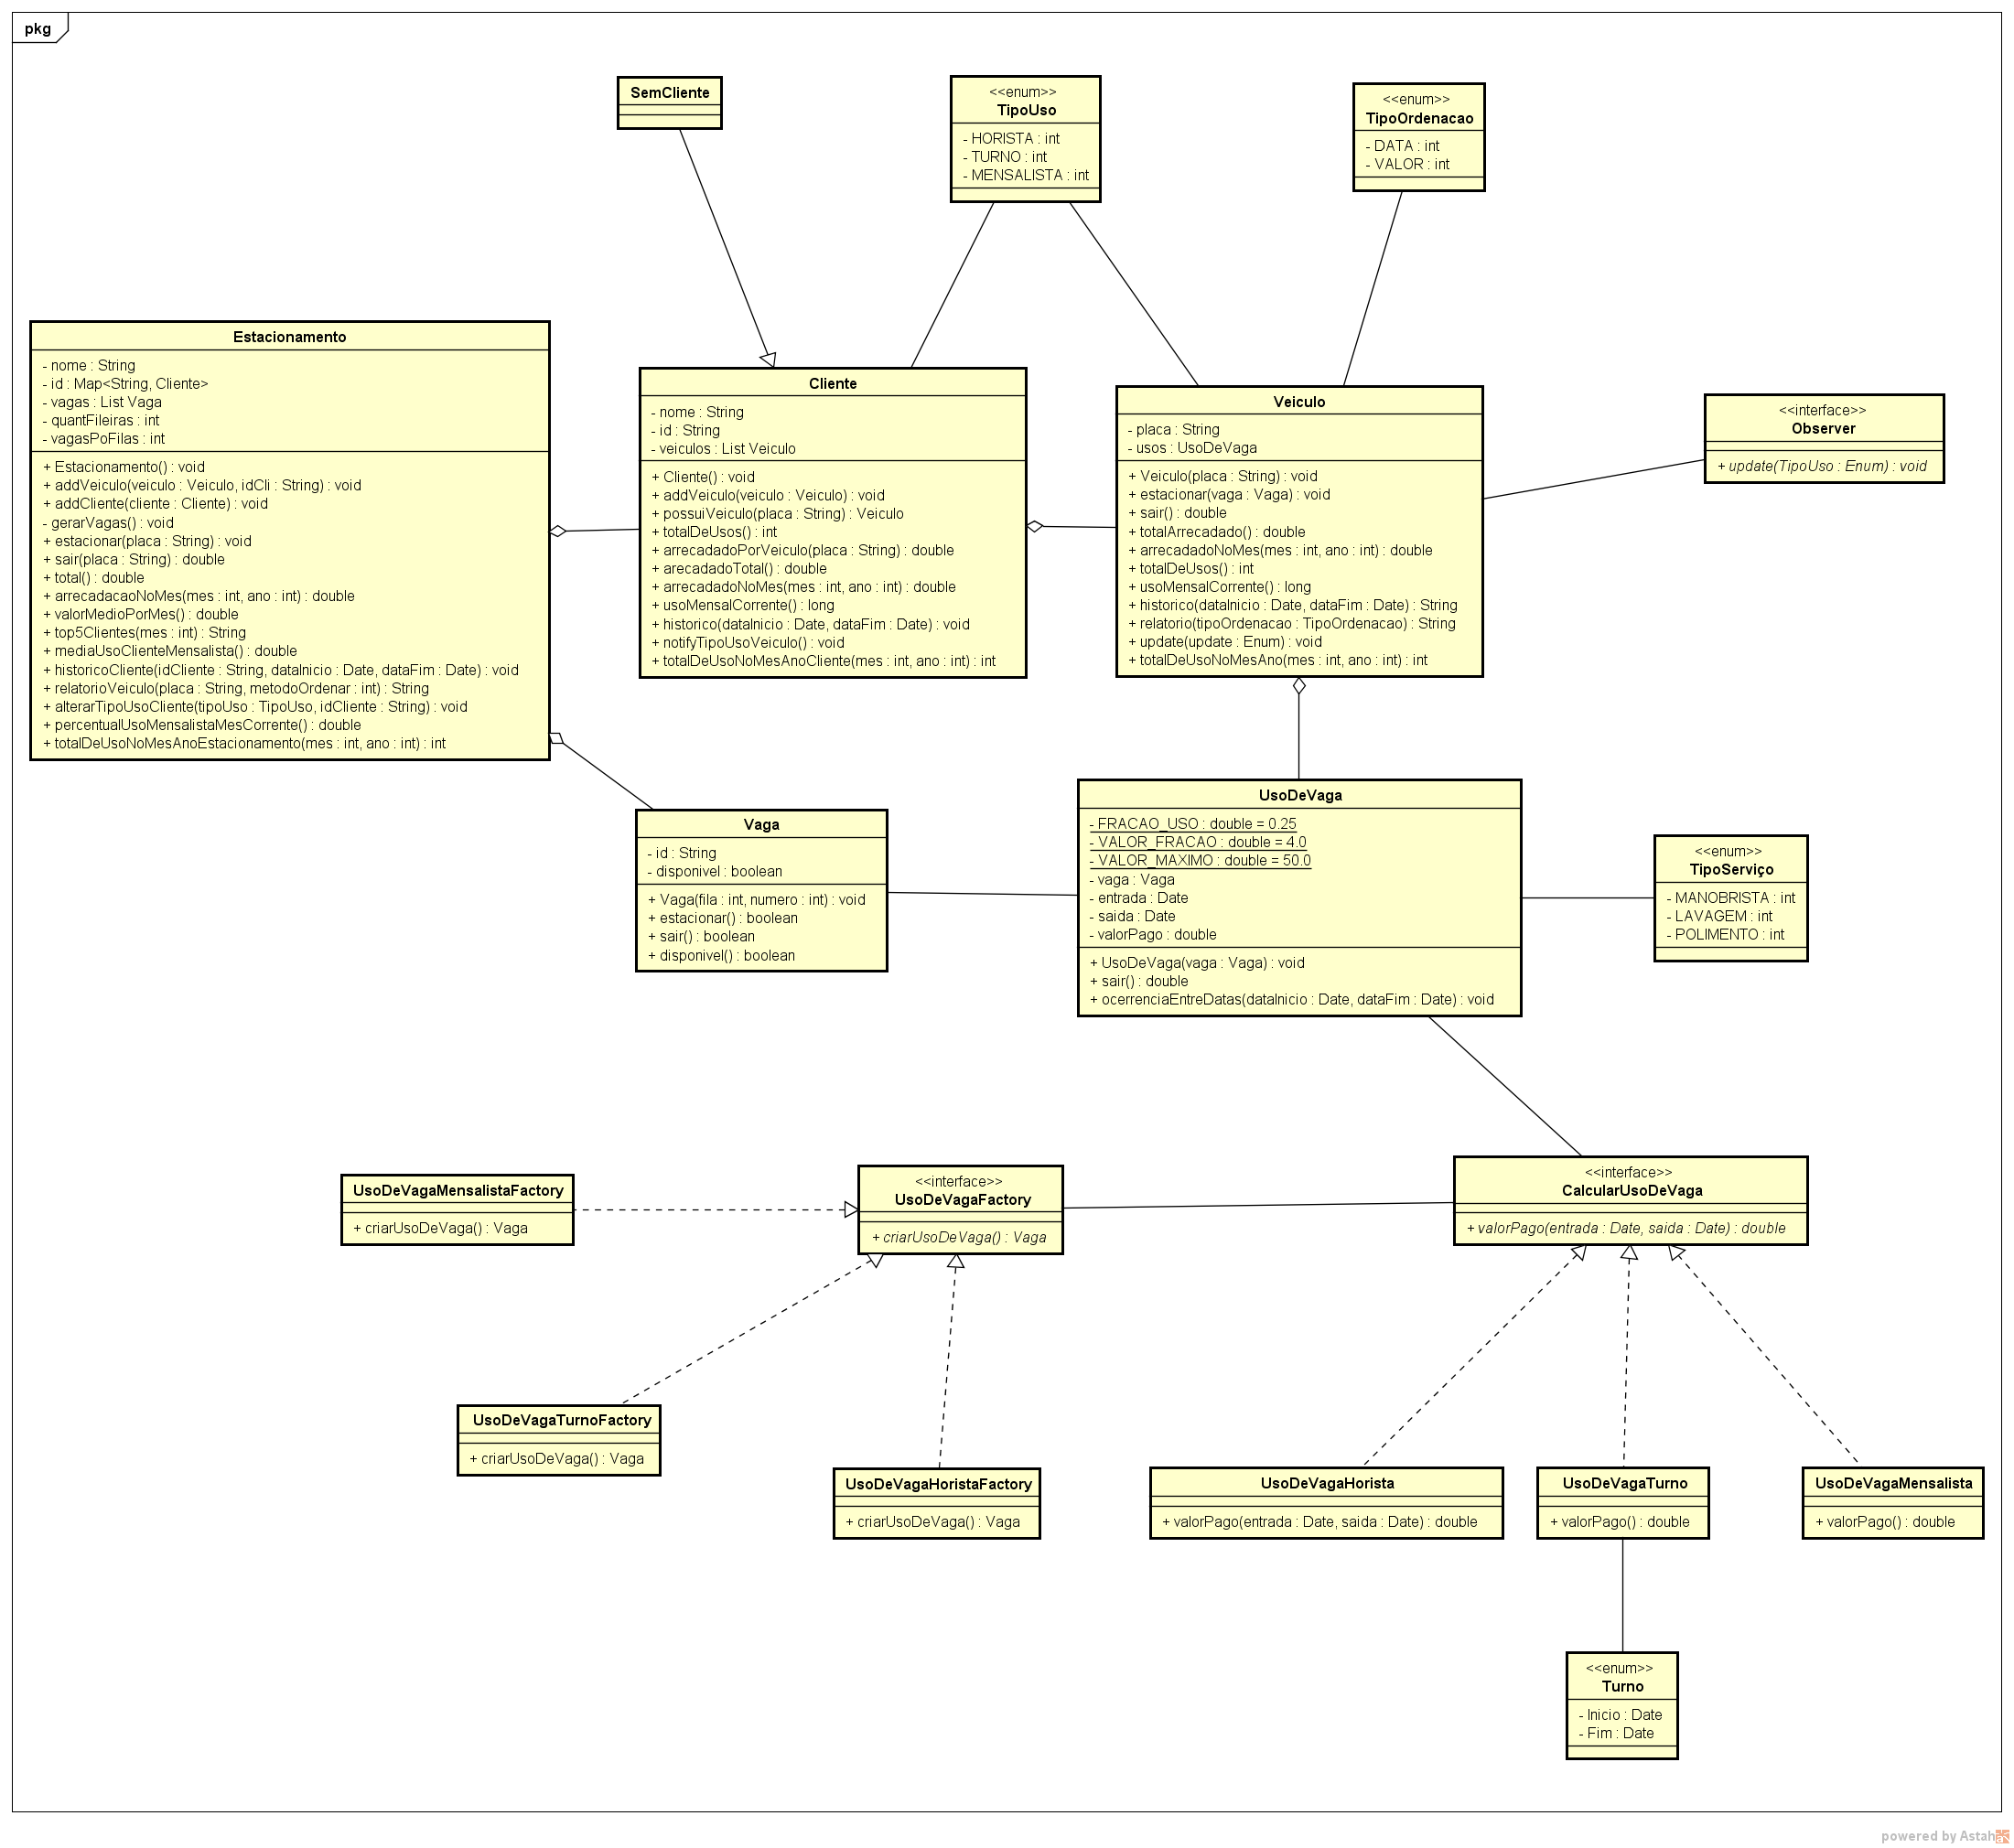 pkg
SemCliente
<<enum>>
TipoUso
- HORISTA : int
- TURNO : int
- MENSALISTA : int
<<enum>>
TipoOrdenacao
- DATA : int
- VALOR : int
Estacionamento
- nome : String
- id : Map<String, Cliente>
- vagas : List Vaga
- quantFileiras : int
- vagasPoFilas : int
+ Estacionamento() : void
+ addVeiculo(veiculo : Veiculo, idCli : String) : void
+ addCliente(cliente : Cliente) : void
- gerarVagas() : void
+ estacionar(placa : String) : void
+ sair(placa : String) : double
+ total() : double
+ arrecadacaoNoMes(mes : int, ano : int) : double
+ valorMedioPorMes() : double
+ top5Clientes(mes : int) : String
+ mediaUsoClienteMensalista() : double
+ historicoCliente(idCliente : String, dataInicio : Date, dataFim : Date) : void
+ relatorioVeiculo(placa : String, metodoOrdenar : int) : String
+ alterarTipoUsoCliente(tipoUso : TipoUso, idCliente : String) : void
+ percentualUsoMensalistaMesCorrente() : double
+ totalDeUsoNoMesAnoEstacionamento(mes : int, ano : int) : int
Cliente
- nome : String
- id : String
- veiculos : List Veiculo
+ Cliente() : void
+ addVeiculo(veiculo : Veiculo) : void
+ possuiVeiculo(placa : String) : Veiculo
+ totalDeUsos() : int
+ arrecadadoPorVeiculo(placa : String) : double
+ arecadadoTotal() : double
+ arrecadadoNoMes(mes : int, ano : int) : double
+ usoMensalCorrente() : long
+ historico(dataInicio : Date, dataFim : Date) : void
+ notifyTipoUsoVeiculo() : void
+ totalDeUsoNoMesAnoCliente(mes : int, ano : int) : int
Veiculo
- placa : String
- usos : UsoDeVaga
+ Veiculo(placa : String) : void
+ estacionar(vaga : Vaga) : void
+ sair() : double
+ totalArrecadado() : double
+ arrecadadoNoMes(mes : int, ano : int) : double
+ totalDeUsos() : int
+ usoMensalCorrente() : long
+ historico(dataInicio : Date, dataFim : Date) : String
+ relatorio(tipoOrdenacao : TipoOrdenacao) : String
+ update(update : Enum) : void
+ totalDeUsoNoMesAno(mes : int, ano : int) : int
<<interface>>
Observer
+ update(TipoUso : Enum) : void
Vaga
- id : String
- disponivel : boolean
+ Vaga(fila : int, numero : int) : void
+ estacionar() : boolean
+ sair() : boolean
+ disponivel() : boolean
UsoDeVaga
- FRACAO_USO : double = 0.25
- VALOR_FRACAO : double = 4.0
- VALOR_MAXIMO : double = 50.0
- vaga : Vaga
- entrada : Date
- saida : Date
- valorPago : double
+ UsoDeVaga(vaga : Vaga) : void
+ sair() : double
+ ocerrenciaEntreDatas(dataInicio : Date, dataFim : Date) : void
<<enum>>
TipoServiço
- MANOBRISTA : int
- LAVAGEM : int
- POLIMENTO : int
UsoDeVagaMensalistaFactory
+ criarUsoDeVaga() : Vaga
<<interface>>
UsoDeVagaFactory
+ criarUsoDeVaga() : Vaga
<<interface>>
CalcularUsoDeVaga
+ valorPago(entrada : Date, saida : Date) : double
UsoDeVagaTurnoFactory
+ criarUsoDeVaga() : Vaga
UsoDeVagaHoristaFactory
+ criarUsoDeVaga() : Vaga
UsoDeVagaHorista
+ valorPago(entrada : Date, saida : Date) : double
UsoDeVagaTurno
+ valorPago() : double
UsoDeVagaMensalista
+ valorPago() : double
<<enum>>
Turno
- Inicio : Date
- Fim : Date
powered by Astah